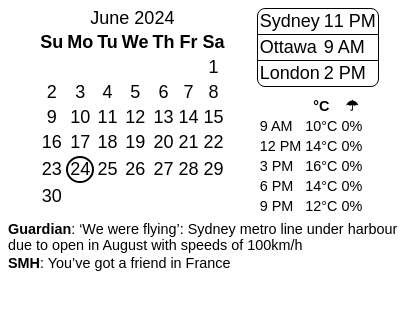 June 2024
Su Mo Tu We Th Fr Sa
1
2 3 4 5 6 7 8
9 10 11 12 13 14 15
16 17 18 19 20 21 22
23 24 25 26 27 28 29
30
Sydney 11 PM
Ottawa 9 AM
London 2 PM
°C ☂
9 AM 10°C 0%
12 PM 14°C 0%
3 PM 16°C 0%
6 PM 14°C 0%
9 PM 12°C 0%
Guardian: ‘We were flying’: Sydney metro line under harbour
due to open in August with speeds of 100km/h
SMH: You’ve got a friend in France